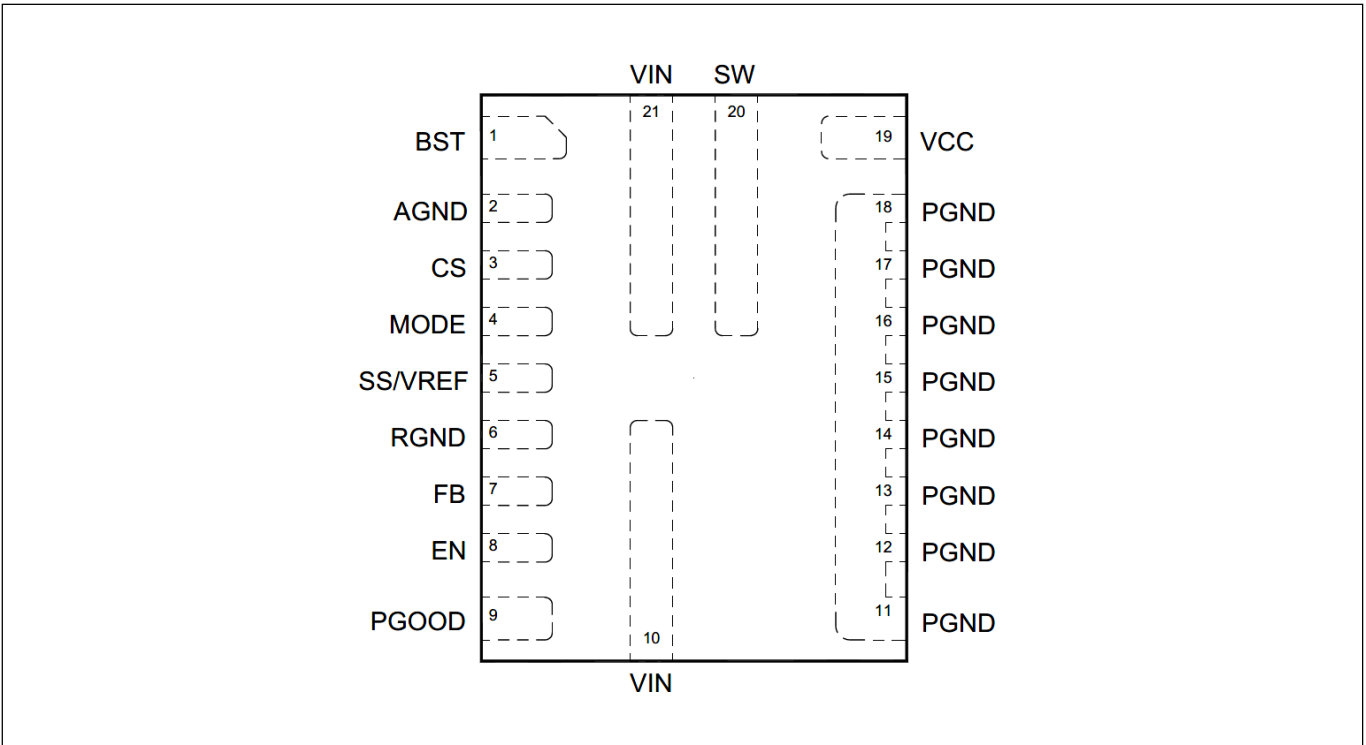 VIN SW
21 20
BST 1 19 VCC
AGND 2 18 PGND
CS 3 17 PGND
MODE 4 16 PGND
SS/VREF 5 15 PGND
RGND 6 14 PGND
FB 7 13 PGND
EN 8 12 PGND
PGOOD 9 11 PGND
10
VIN